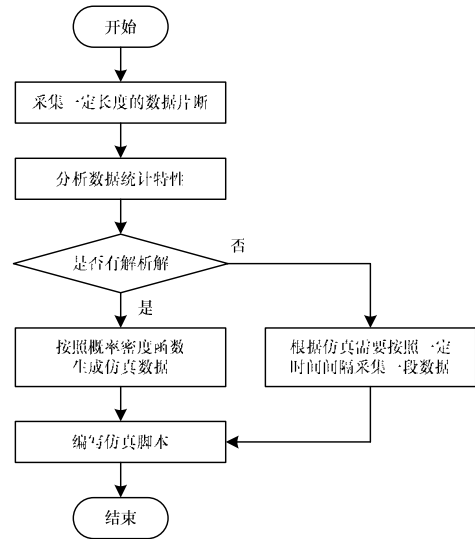 开始
采集一定长度的数据片断
分析数据统计特性
是否有解析解
否
是
按照概率密度函数
生成仿真数据
根据仿真需要按照一定
时间间隔采集一段数据
编写仿真脚本
结束